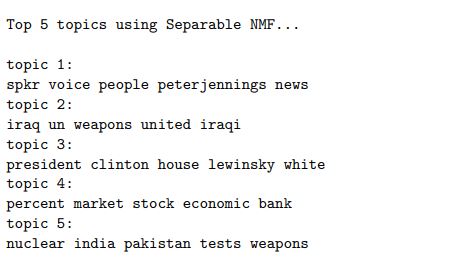 Top 5 topics using Separable NMF...
topic 1:
spkr voice people peterjennings news
topic 2:
iraq un weapons united iraqi
topic 3:
president clinton house lewinsky white
topic 4:
percent market stock economic bank
topic 5:
nuclear india pakistan tests weapons